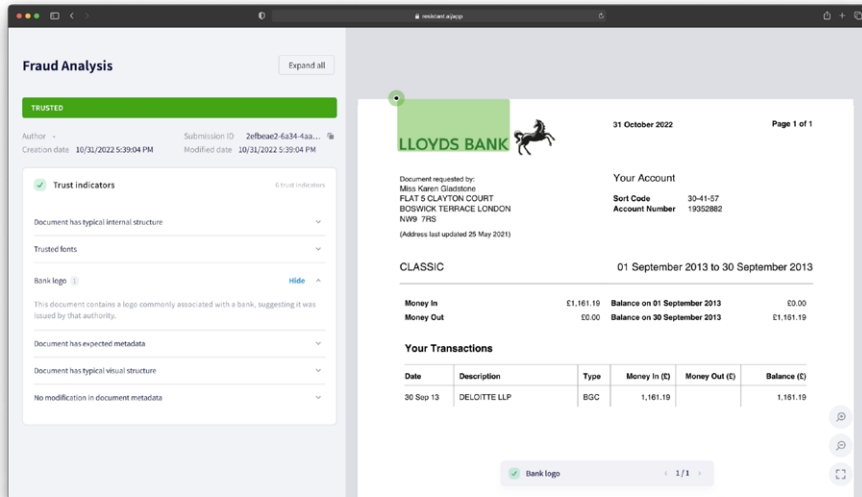 resistant.ai/app
Fraud Analysis
Expand all
TRUSTED
Author -
Submission ID 2efbeae2-6a34-4aa...
Creation date 10/31/2022 5:39:04 PM
Modified date 10/31/2022 5:39:04 PM
Trust indicators
6 trust indicators
Document has typical internal structure
Trusted fonts
Bank logo 1
Hide
This document contains a logo commonly associated with a bank, suggesting it was
issued by that authority.
Document has expected metadata
Document has typical visual structure
No modification in document metadata
LLOYDS BANK
31 October 2022
Page 1 of 1
Document requested by:
Miss Karen Gladstone
FLAT 5 CLAYTON COURT
BOSWICK TERRACE LONDON
NW9 7RS
(Address last updated 25 May 2021)
Your Account
Sort Code 30-41-57
Account Number 19352882
CLASSIC
01 September 2013 to 30 September 2013
Money In £1,161.19 Balance on 01 September 2013 £0.00
Money Out £0.00 Balance on 30 September 2013 £1,161.19
Your Transactions
Date Description Type Money In (£) Money Out (£) Balance (£)
30 Sep 13 DELOITTE LLP BGC 1,161.19 1,161.19
Bank logo
1/1